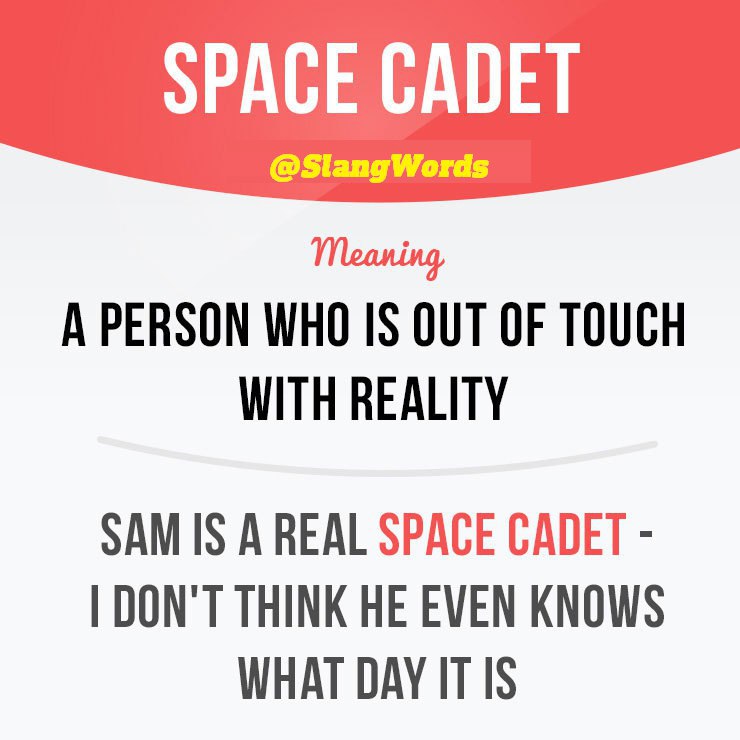 SPACE CADET
@SlangWords
Meaning
A PERSON WHO IS OUT OF TOUCH
WITH REALITY
SAM IS A REAL SPACE CADET -
I DON'T THINK HE EVEN KNOWS
WHAT DAY IT IS